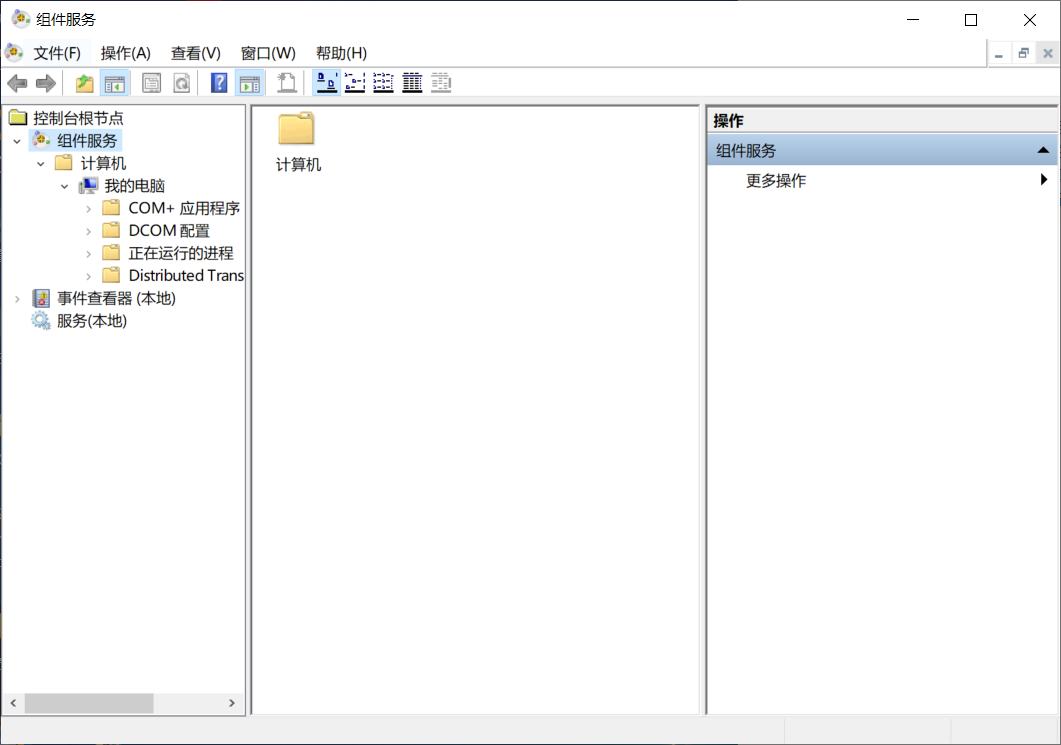 组件服务
文件(F) 操作(A) 查看(V) 窗口(W) 帮助(H)
控制台根节点
组件服务
计算机
我的电脑
COM+ 应用程序
DCOM 配置
正在运行的进程
Distributed Trans
事件查看器 (本地)
服务(本地)
计算机
操作
组件服务
更多操作